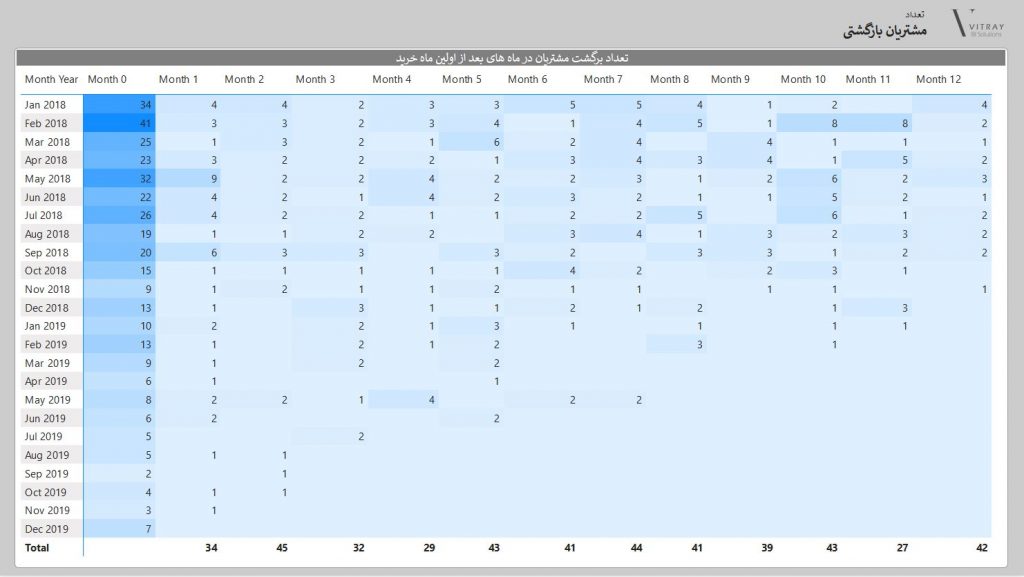 تعداد
مشتریان بازگشتی
VITRAY
BI Solutions
تعداد برگشت مشتریان در ماه های بعد از اولین ماه خرید
Month Year Month 0 Month 1 Month 2 Month 3 Month 4 Month 5 Month 6 Month 7 Month 8 Month 9 Month 10 Month 11 Month 12
Jan 2018 34 4 4 2 3 3 5 5 4 1 2 4
Feb 2018 41 3 3 2 3 4 1 4 5 1 8 8 2
Mar 2018 25 1 3 2 1 6 2 4 4 1 1 1
Apr 2018 23 3 2 2 2 1 3 4 3 4 1 5 2
May 2018 32 9 2 2 4 2 2 3 1 2 6 2 3
Jun 2018 22 4 2 1 4 2 3 2 1 1 5 2 1
Jul 2018 26 4 2 2 1 1 2 2 5 6 1 2
Aug 2018 19 1 1 2 2 3 4 1 3 2 3 2
Sep 2018 20 6 3 3 3 2 3 3 1 2 2
Oct 2018 15 1 1 1 1 1 4 2 2 3 1
Nov 2018 9 1 2 1 1 2 1 1 1 1 1
Dec 2018 13 1 3 1 1 2 1 2 1 3
Jan 2019 10 2 2 1 3 1 1 1 1
Feb 2019 13 1 2 1 2 3 1
Mar 2019 9 1 2 2
Apr 2019 6 1 1
May 2019 8 2 2 1 4 2 2
Jun 2019 6 2 2
Jul 2019 5 2
Aug 2019 5 1 1
Sep 2019 2 1
Oct 2019 4 1 1
Nov 2019 3 1
Dec 2019 7
Total 34 45 32 29 43 41 44 41 39 43 27 42